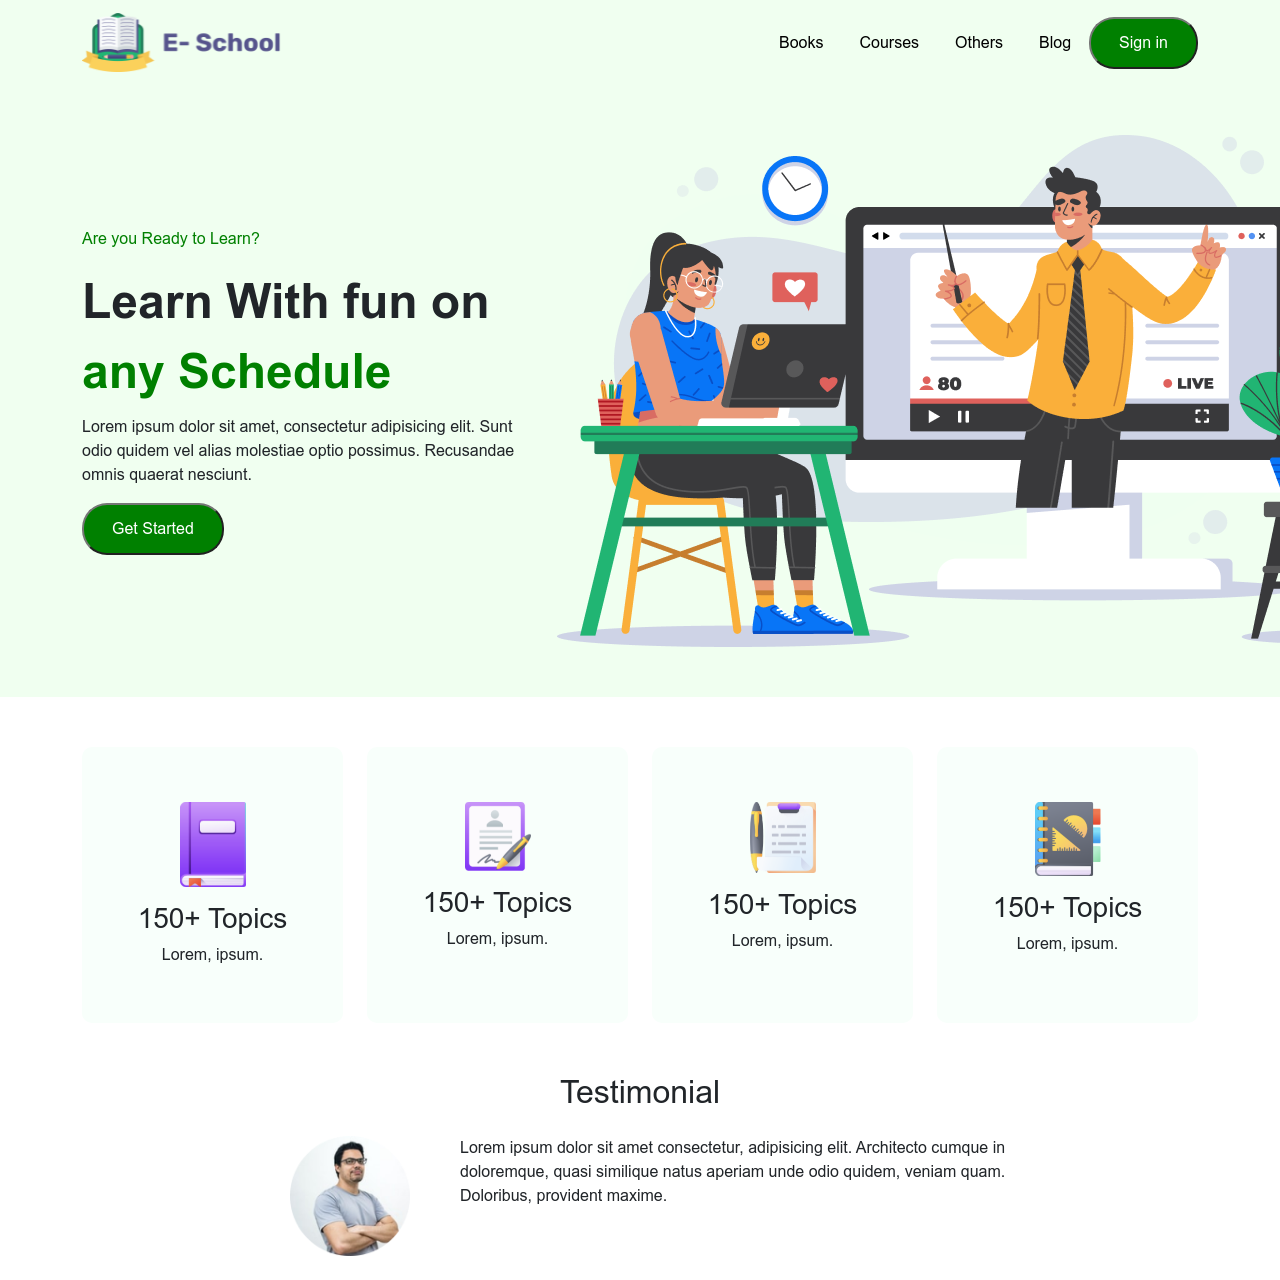 E- School
Books
Courses
Others
Blog
Sign in
Are you Ready to Learn?
Learn With fun on
any Schedule
Lorem ipsum dolor sit amet, consectetur adipisicing elit. Sunt
odio quidem vel alias molestiae optio possimus. Recusandae
omnis quaerat nesciunt.
Get Started
80
LIVE
150+ Topics
Lorem, ipsum.
150+ Topics
Lorem, ipsum.
150+ Topics
Lorem, ipsum.
150+ Topics
Lorem, ipsum.
Testimonial
Lorem ipsum dolor sit amet consectetur, adipisicing elit. Architecto cumque in
doloremque, quasi similique natus aperiam unde odio quidem, veniam quam.
Doloribus, provident maxime.